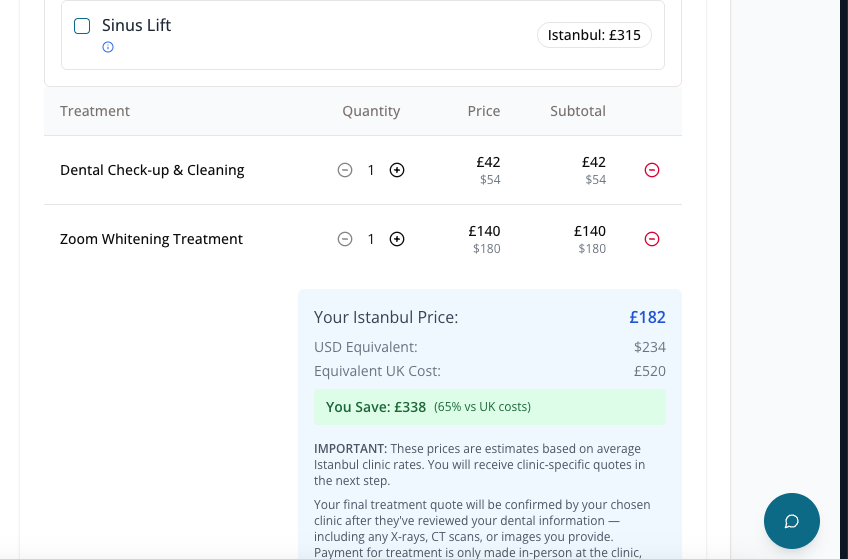 Sinus Lift
Istanbul: £315
Treatment Quantity Price Subtotal
Dental Check-up & Cleaning 1 £42 £42
$54 $54
Zoom Whitening Treatment 1 £140 £140
$180 $180
Your Istanbul Price: £182
USD Equivalent: $234
Equivalent UK Cost: £520
You Save: £338 (65% vs UK costs)
IMPORTANT: These prices are estimates based on average
Istanbul clinic rates. You will receive clinic-specific quotes in
the next step.
Your final treatment quote will be confirmed by your chosen
clinic after they've reviewed your dental information —
including any X-rays, CT scans, or images you provide.
Payment for treatment is only made in-person at the clinic,